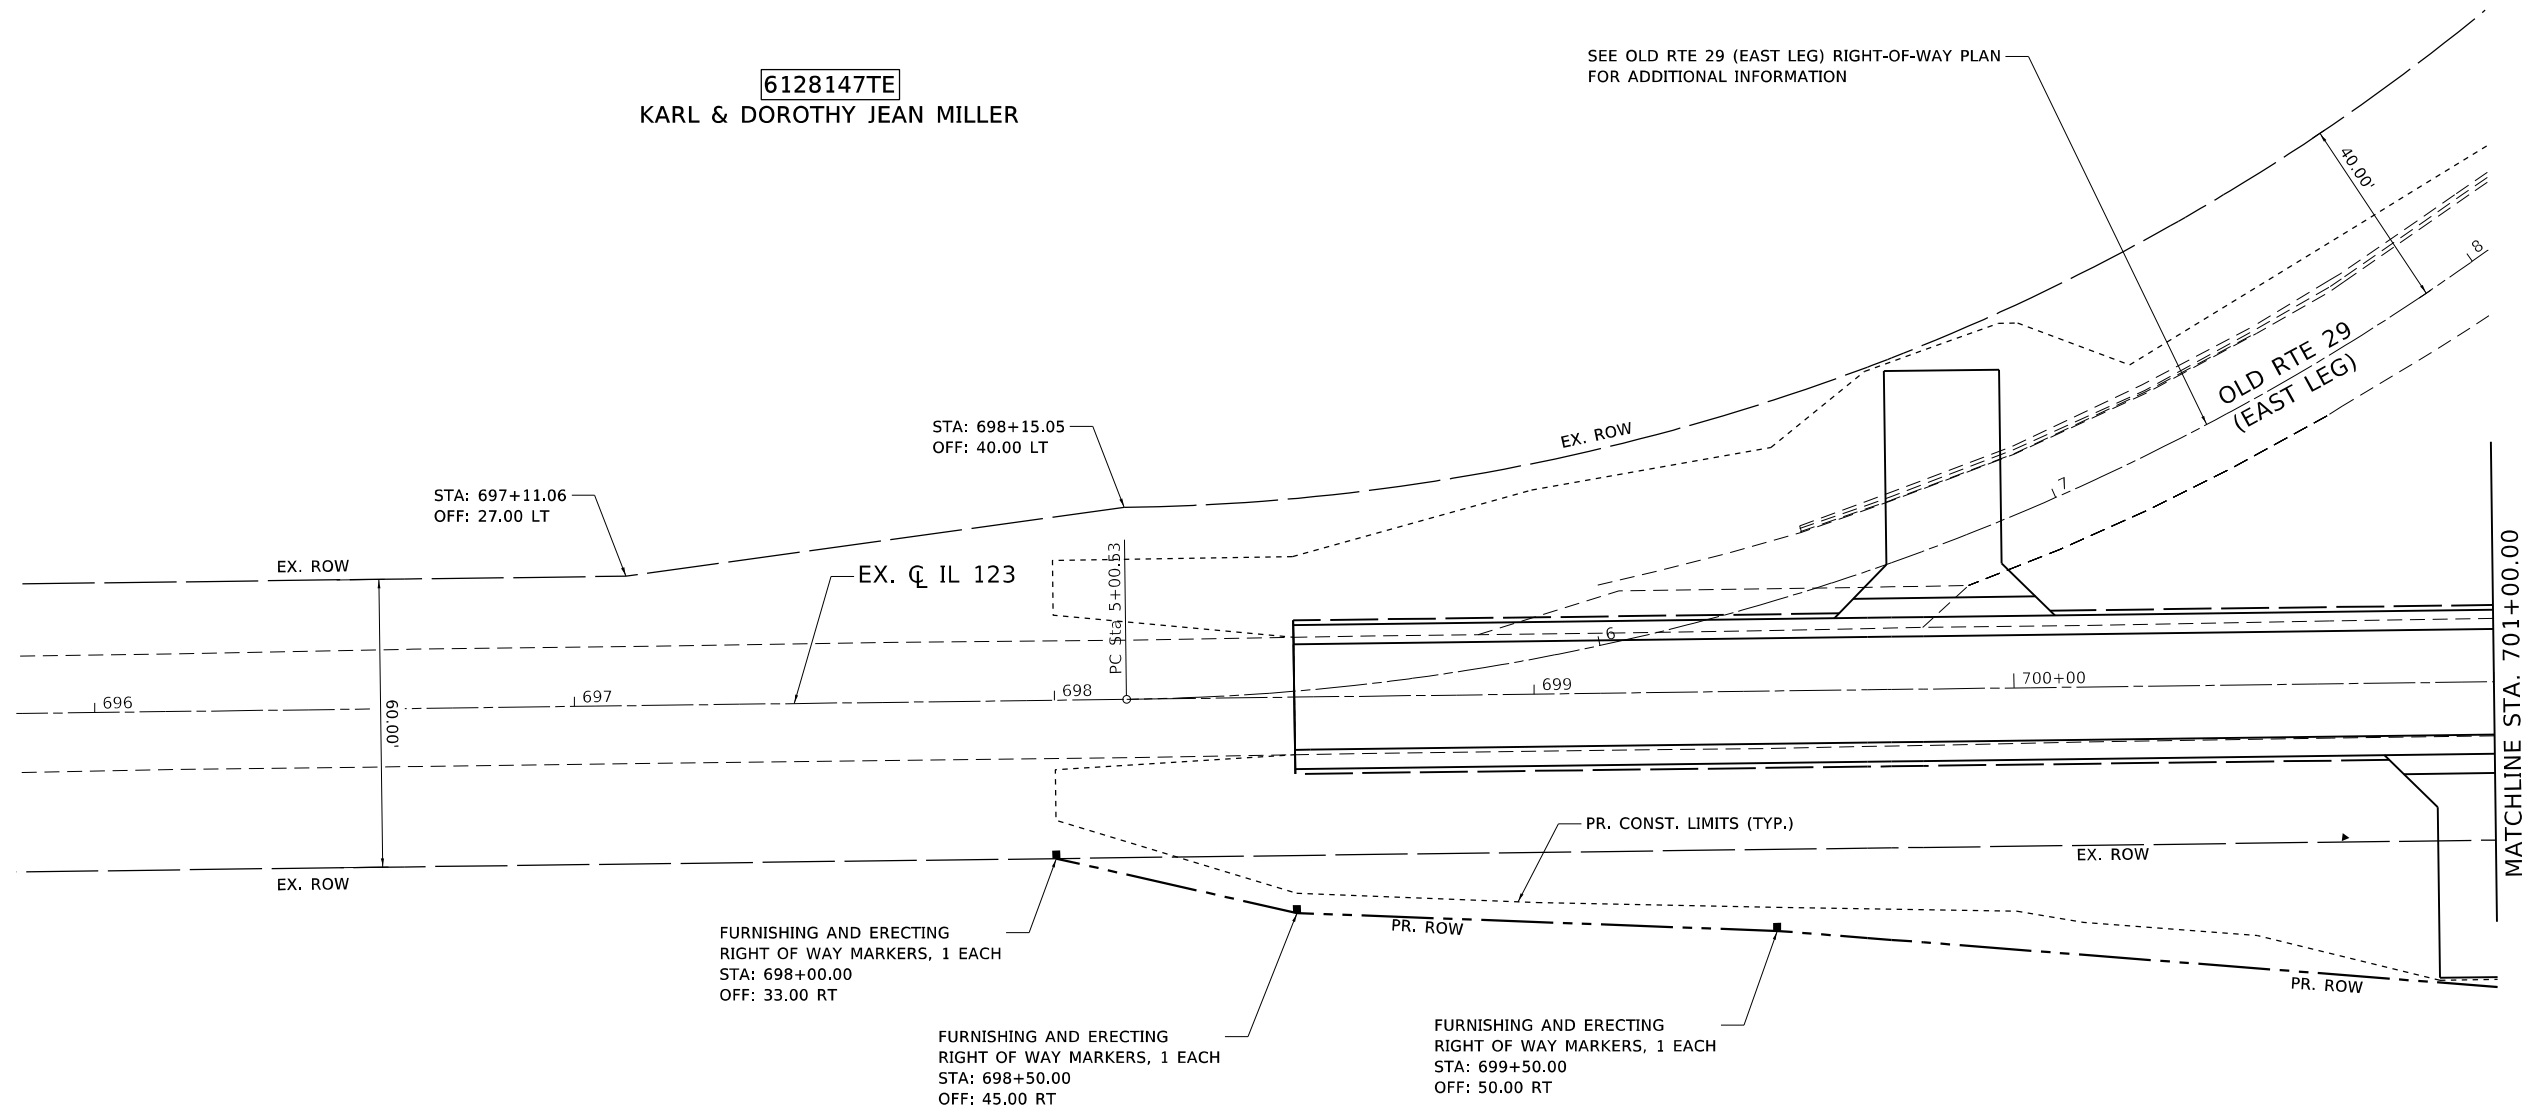 SEE OLD RTE 29 (EAST LEG) RIGHT-OF-WAY PLAN
FOR ADDITIONAL INFORMATION
6128147TE
KARL & DOROTHY JEAN MILLER
40.00'
8
OLD RTE 29
(EAST LEG)
STA: 698+15.05
OFF: 40.00 LT
EX. ROW
STA: 697+11.06
OFF: 27.00 LT
7
EX. ROW
EX. ℄ IL 123
PC Sta 5+00.53
6
696
697
698
699
700+00
60.00'
MATCHLINE STA. 701+00.00
PR. CONST. LIMITS (TYP.)
EX. ROW
EX. ROW
PR. ROW
PR. ROW
FURNISHING AND ERECTING
RIGHT OF WAY MARKERS, 1 EACH
STA: 698+00.00
OFF: 33.00 RT
FURNISHING AND ERECTING
RIGHT OF WAY MARKERS, 1 EACH
STA: 698+50.00
OFF: 45.00 RT
FURNISHING AND ERECTING
RIGHT OF WAY MARKERS, 1 EACH
STA: 699+50.00
OFF: 50.00 RT